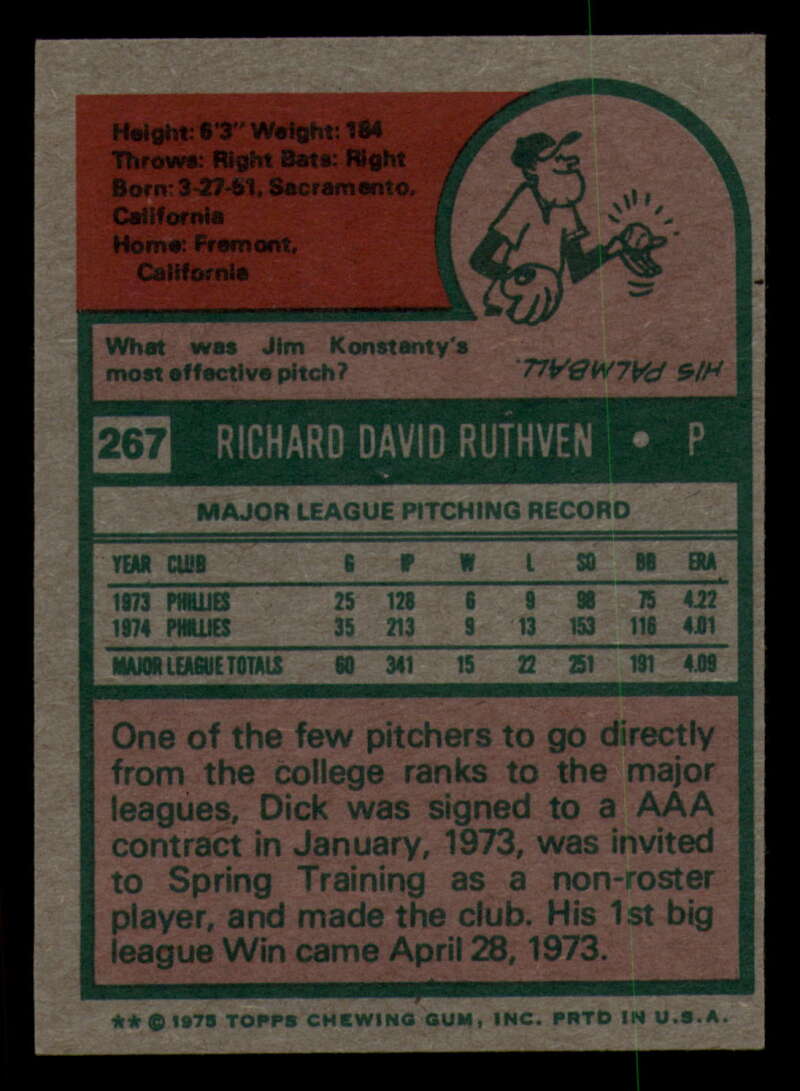 Height: 6'3" Weight: 184
Throws: Right Bats: Right
Born: 3-27-51, Sacramento,
California
Home: Fremont,
California
What was Jim Konstanty's
most effective pitch?
HIS PALMBALL.
267 RICHARD DAVID RUTHVEN • P
MAJOR LEAGUE PITCHING RECORD
YEAR CLUB G IP W L SO BB ERA
1973 PHILLIES 25 128 6 9 98 75 4.22
1974 PHILLIES 35 213 9 13 153 116 4.01
MAJOR LEAGUE TOTALS 60 341 15 22 251 191 4.09
One of the few pitchers to go directly
from the college ranks to the major
leagues, Dick was signed to a AAA
contract in January, 1973, was invited
to Spring Training as a non-roster
player, and made the club. His 1st big
league Win came April 28, 1973.
** © 1975 TOPPS CHEWING GUM, INC. PRTD IN U.S.A.